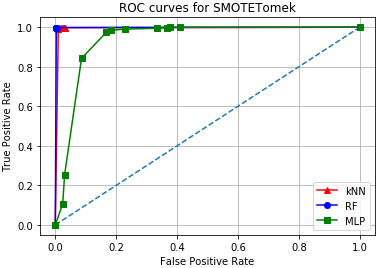 ROC curves for SMOTETomek
1.0
0.8
0.6
0.4
0.2
0.0
True Positive Rate
kNN
RF
MLP
0.0 0.2 0.4 0.6 0.8 1.0
False Positive Rate